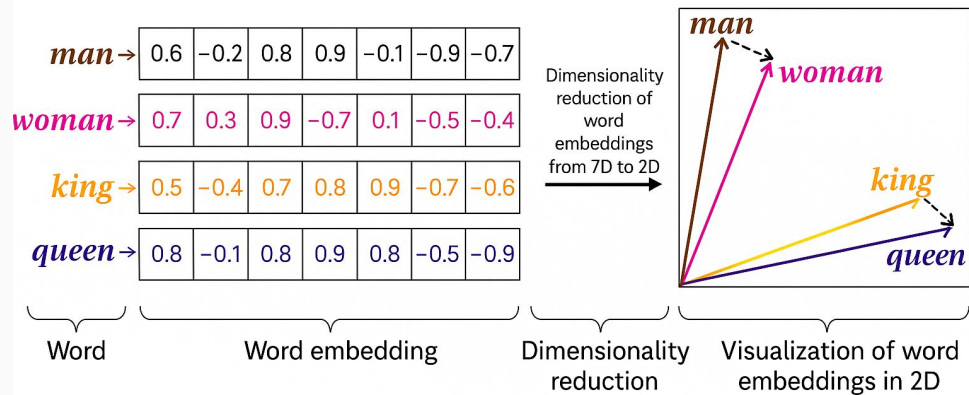 man → 0.6 −0.2 0.8 0.9 −0.1 −0.9 −0.7
woman → 0.7 0.3 0.9 −0.7 0.1 −0.5 −0.4
king → 0.5 −0.4 0.7 0.8 0.9 −0.7 −0.6
queen → 0.8 −0.1 0.8 0.9 0.8 −0.5 −0.9
Dimensionality
reduction of
word
embeddings
from 7D to 2D
man
woman
king
queen
Word
Word embedding
Dimensionality
reduction
Visualization of word
embeddings in 2D